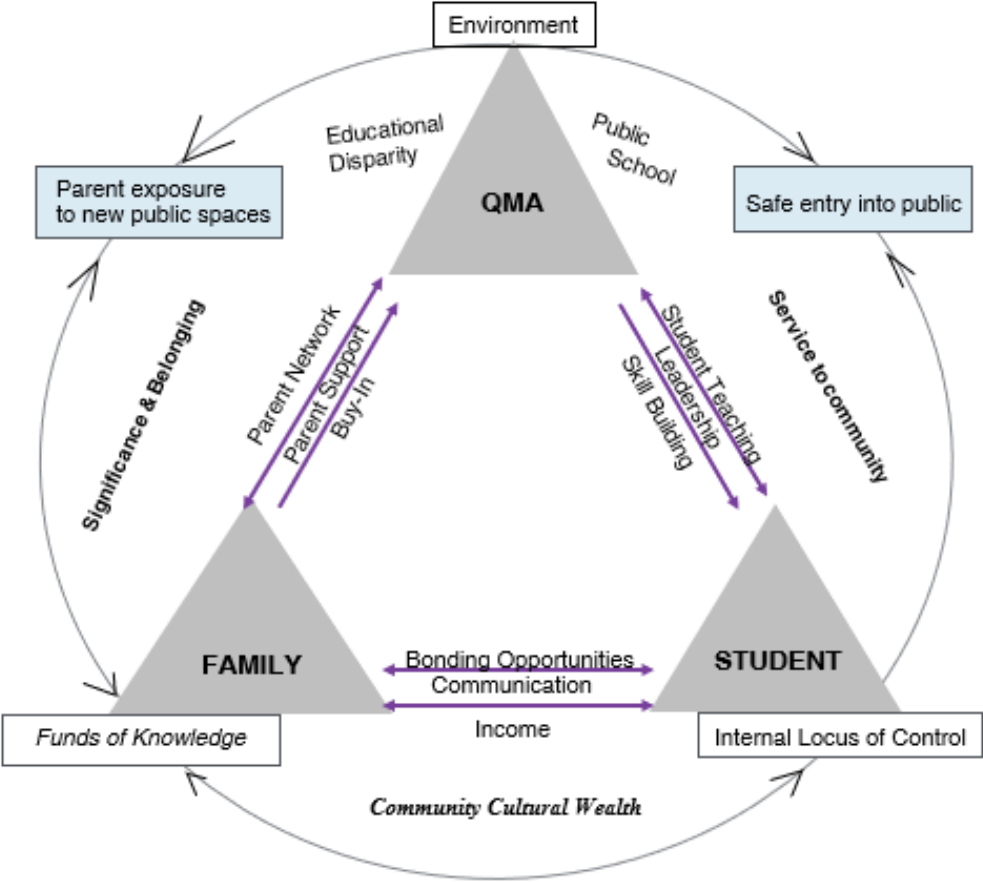 Environment
Educational
Disparity
Public
School
Parent exposure
to new public spaces
QMA
Safe entry into public
Significance & Belonging
Parent Network
Parent Support
Buy-In
Student Teaching
Leadership
Skill Building
Service to community
FAMILY
Bonding Opportunities
Communication
Income
STUDENT
Funds of Knowledge
Internal Locus of Control
Community Cultural Wealth